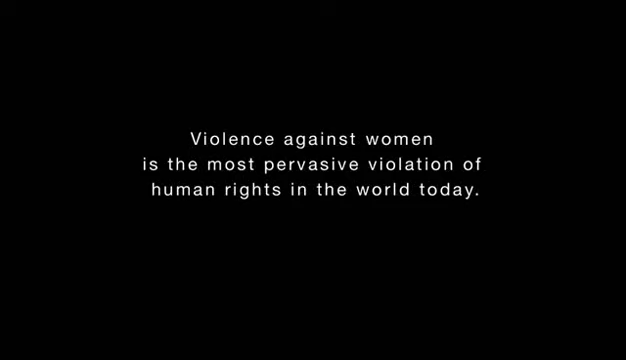 Violence against women
is the most pervasive violation of
human rights in the world today.